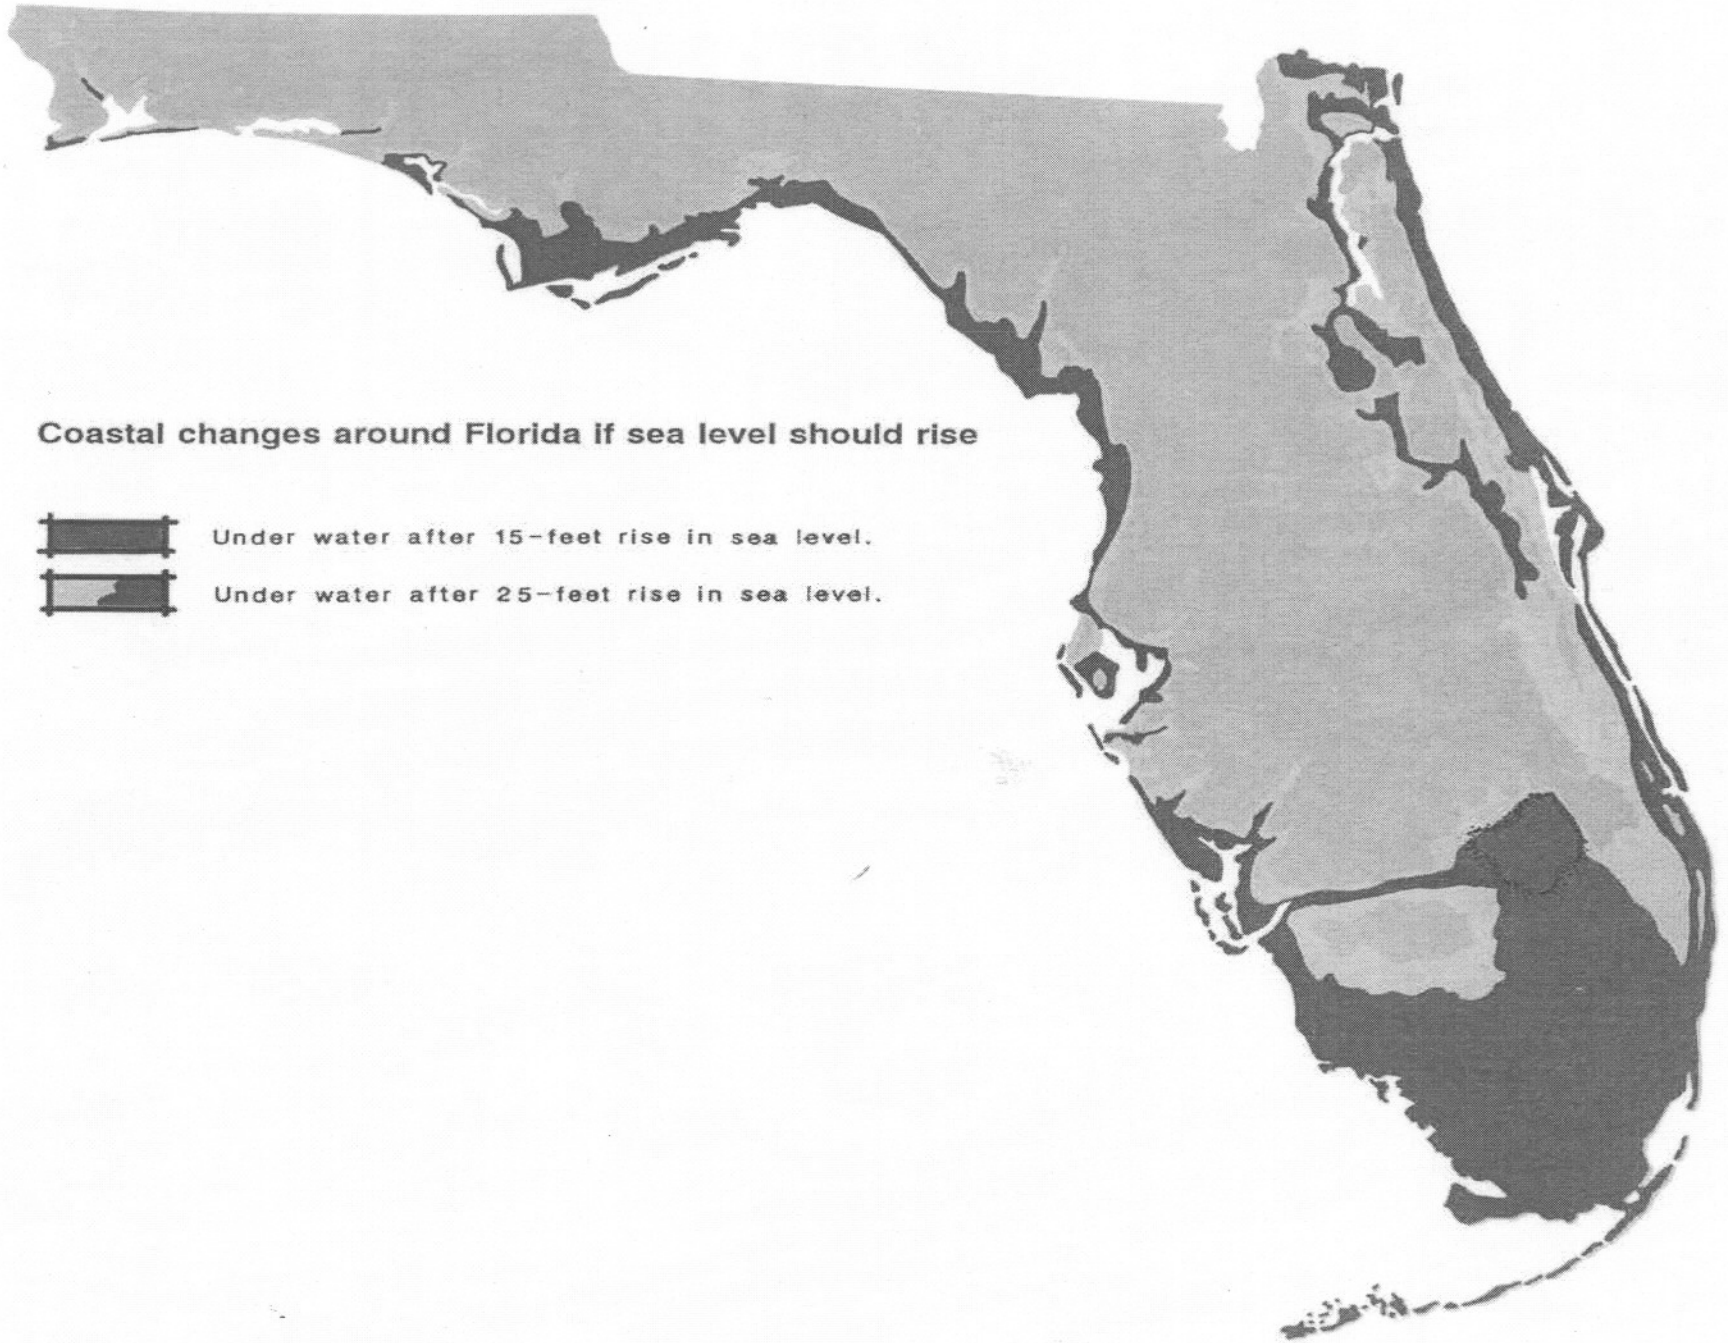 Coastal changes around Florida if sea level should rise
Under water after 15-feet rise in sea level.
Under water after 25-feet rise in sea level.